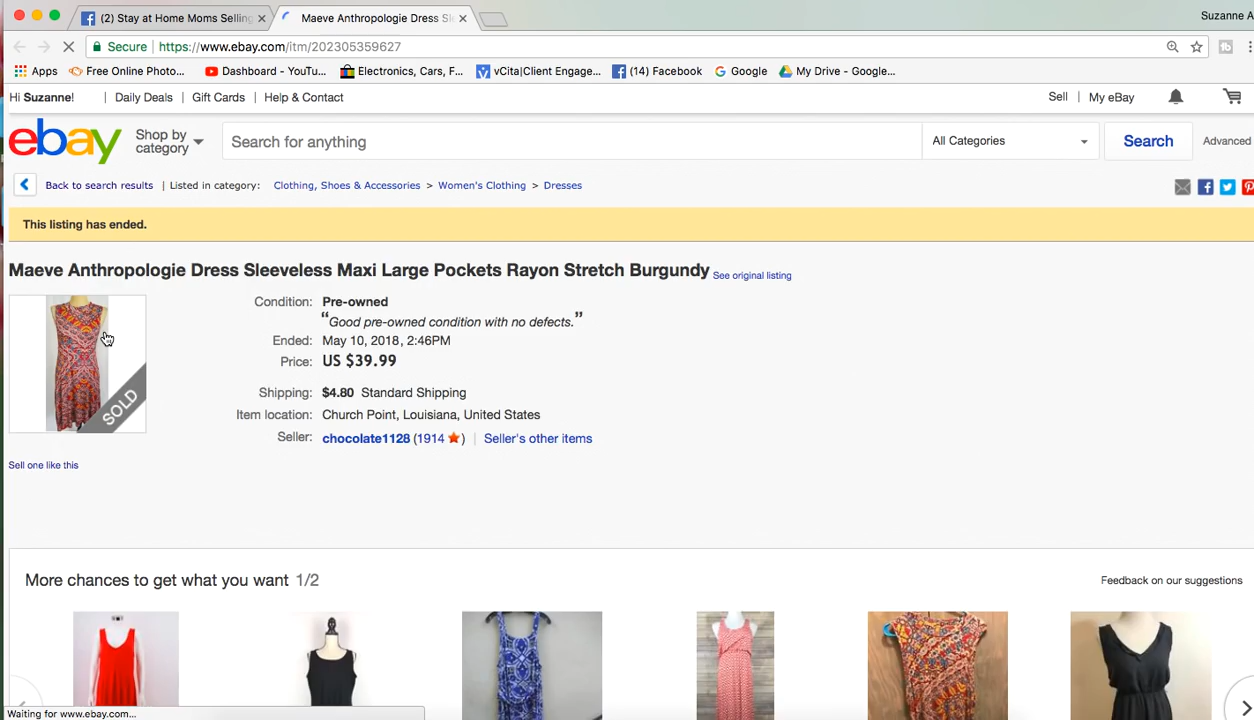 (2) Stay at Home Moms Selling
Maeve Anthropologie Dress Sl
Suzanne A
Secure https://www.ebay.com/itm/202305359627
Apps Free Online Photo... Dashboard - YouTu... Electronics, Cars, F... vCita|Client Engage... (14) Facebook Google My Drive - Google...
Hi Suzanne! Daily Deals Gift Cards Help & Contact Sell My eBay
ebay Shop by category Search for anything All Categories Search Advanced
Back to search results | Listed in category: Clothing, Shoes & Accessories > Women's Clothing > Dresses
This listing has ended.
Maeve Anthropologie Dress Sleeveless Maxi Large Pockets Rayon Stretch Burgundy See original listing
Condition: Pre-owned
"Good pre-owned condition with no defects."
Ended: May 10, 2018, 2:46PM
Price: US $39.99
Shipping: $4.80 Standard Shipping
SOLD
Item location: Church Point, Louisiana, United States
Seller: chocolate1128 (1914) | Seller's other items
Sell one like this
More chances to get what you want 1/2
Feedback on our suggestions
Waiting for www.ebay.com...